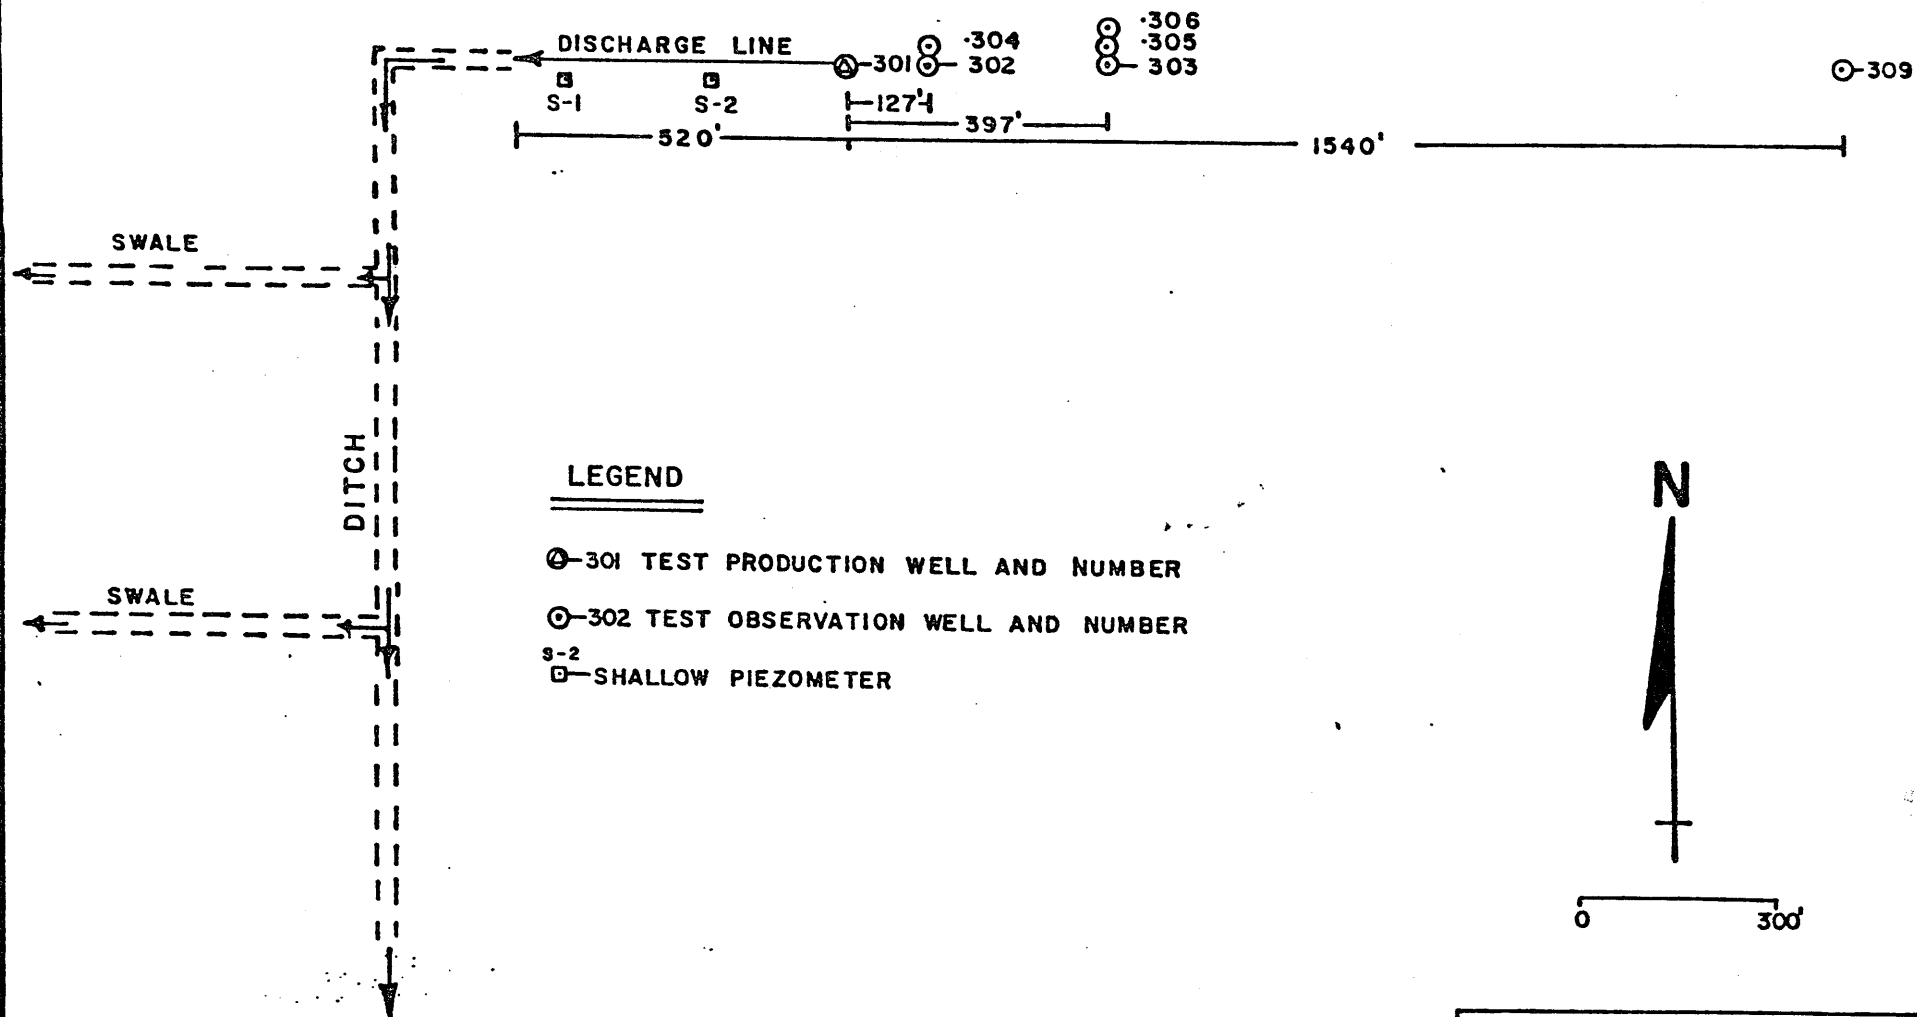 DISCHARGE LINE
301
·304
302
·306
·305
303
309
S-1
S-2
127'
397'
520'
1540'
SWALE
DITCH
SWALE
LEGEND
301 TEST PRODUCTION WELL AND NUMBER
302 TEST OBSERVATION WELL AND NUMBER
S-2
SHALLOW PIEZOMETER
N
0 300'